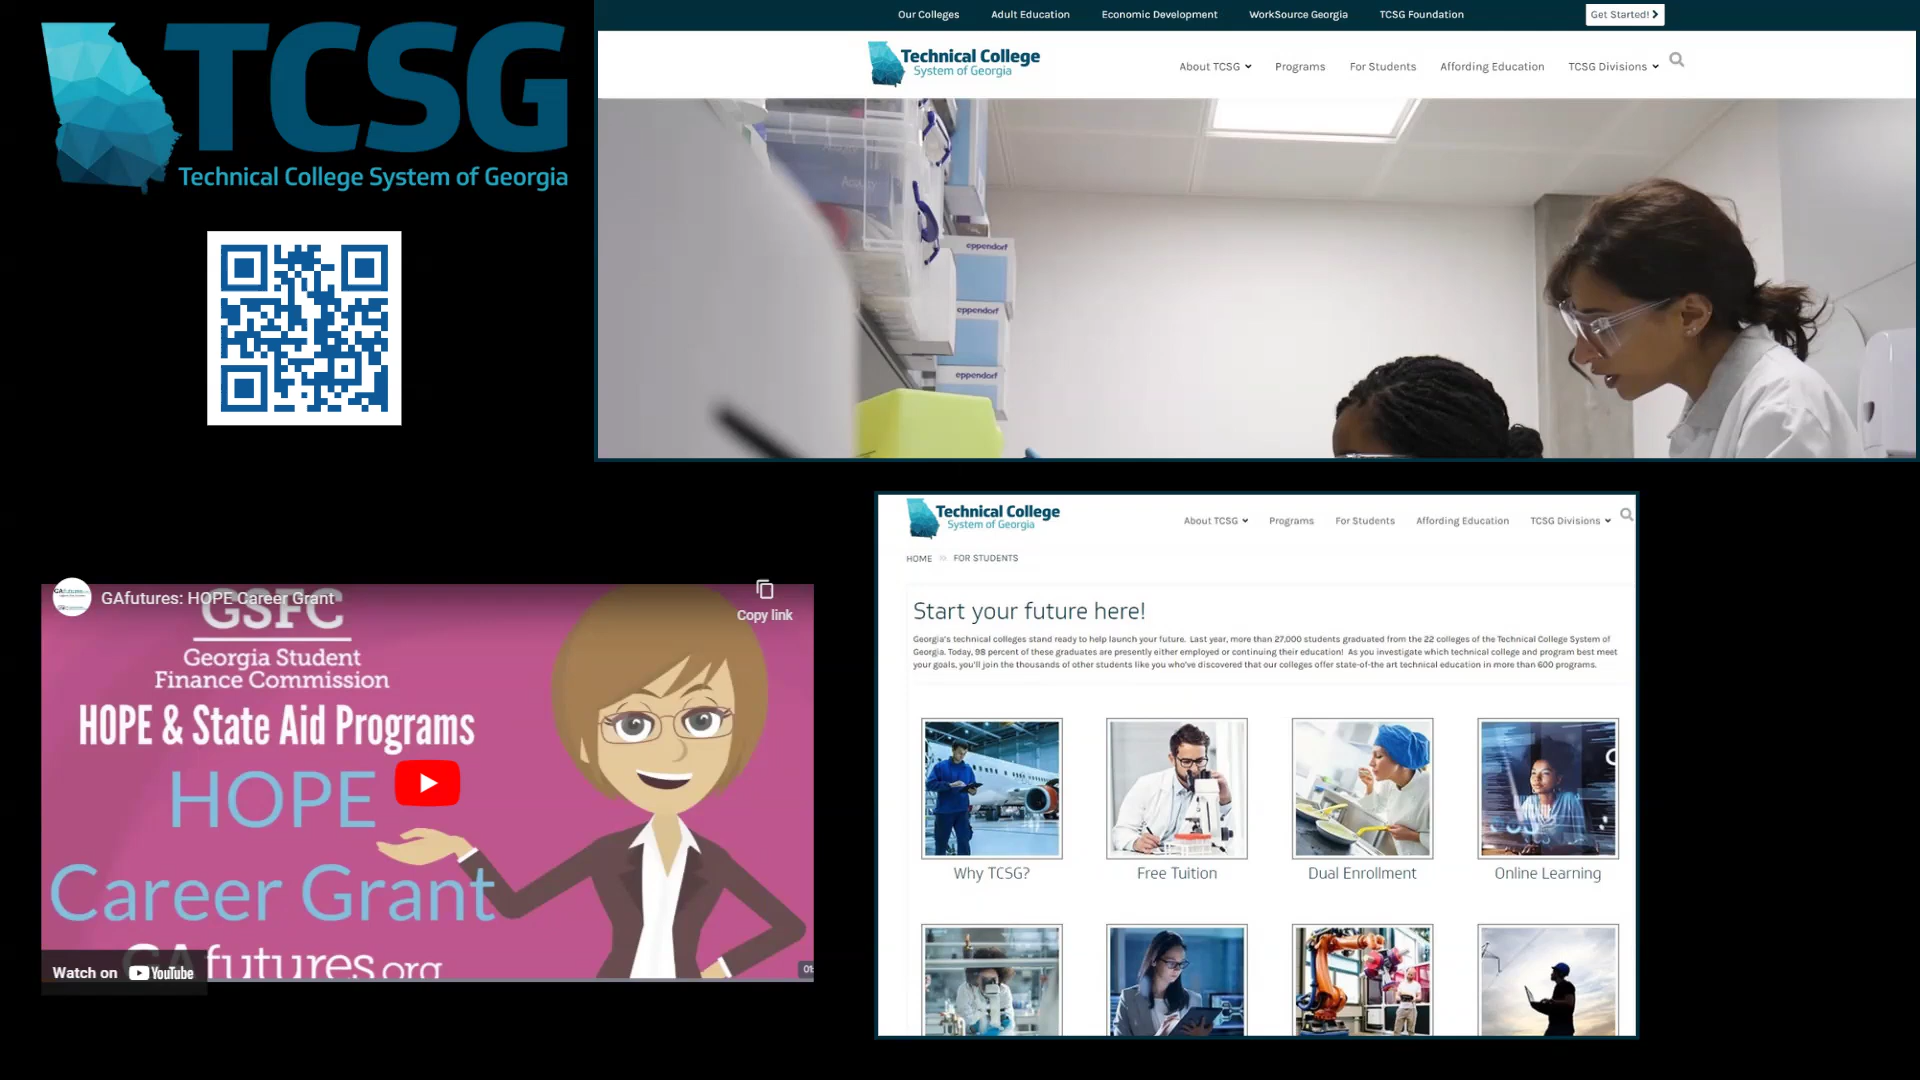 TCSG
Technical College System of Georgia
Our Colleges
Adult Education
Economic Development
WorkSource Georgia
TCSG Foundation
Get Started!
Technical College
System of Georgia
About TCSG
Programs
For Students
Affording Education
TCSG Divisions
eppendorf
eppendorf
eppendorf
GAfutures: HOPE Career Grant
Copy link
GSFC
Georgia Student
Finance Commission
HOPE & State Aid Programs
HOPE
Career Grant
GAfutures.org
Watch on YouTube
Technical College
System of Georgia
About TCSG
Programs
For Students
Affording Education
TCSG Divisions
HOME » FOR STUDENTS
Start your future here!
Georgia's technical colleges stand ready to help launch your future. Last year, more than 27,000 students graduated from the 22 colleges of the Technical College System of
Georgia. Today, 98 percent of these graduates are presently either employed or continuing their education! As you investigate which technical college and program best meet
your goals, you'll join the thousands of other students like you who've discovered that our colleges offer state-of-the art technical education in more than 600 programs.
Why TCSG?
Free Tuition
Dual Enrollment
Online Learning